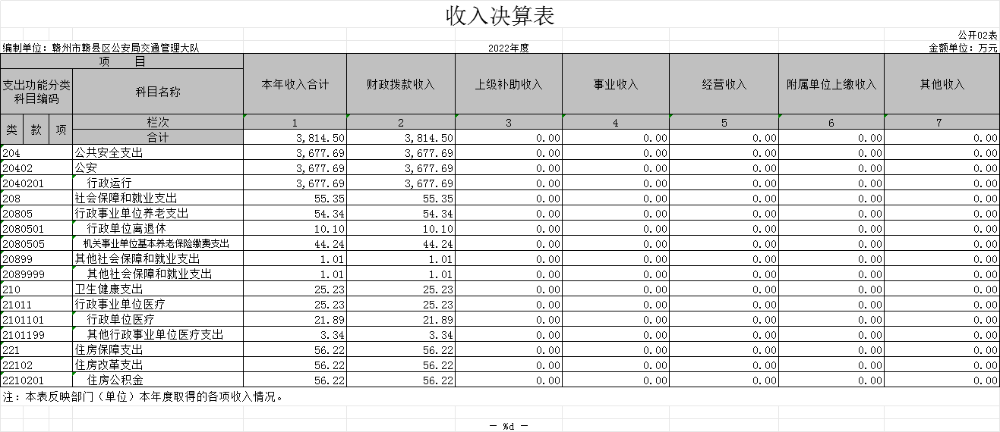 收入决算表
公开02表
编制单位：赣州市赣县区公安局交通管理大队 2022年度 金额单位：万元
项 目 本年收入合计 财政拨款收入 上级补助收入 事业收入 经营收入 附属单位上缴收入 其他收入
支出功能分类科目编码 科目名称
类 款 项 栏次 1 2 3 4 5 6 7
合计 3,814.50 3,814.50 0.00 0.00 0.00 0.00 0.00
204 公共安全支出 3,677.69 3,677.69 0.00 0.00 0.00 0.00 0.00
20402 公安 3,677.69 3,677.69 0.00 0.00 0.00 0.00 0.00
2040201 行政运行 3,677.69 3,677.69 0.00 0.00 0.00 0.00 0.00
208 社会保障和就业支出 55.35 55.35 0.00 0.00 0.00 0.00 0.00
20805 行政事业单位养老支出 54.34 54.34 0.00 0.00 0.00 0.00 0.00
2080501 行政单位离退休 10.10 10.10 0.00 0.00 0.00 0.00 0.00
2080505 机关事业单位基本养老保险缴费支出 44.24 44.24 0.00 0.00 0.00 0.00 0.00
20899 其他社会保障和就业支出 1.01 1.01 0.00 0.00 0.00 0.00 0.00
2089999 其他社会保障和就业支出 1.01 1.01 0.00 0.00 0.00 0.00 0.00
210 卫生健康支出 25.23 25.23 0.00 0.00 0.00 0.00 0.00
21011 行政事业单位医疗 25.23 25.23 0.00 0.00 0.00 0.00 0.00
2101101 行政单位医疗 21.89 21.89 0.00 0.00 0.00 0.00 0.00
2101199 其他行政事业单位医疗支出 3.34 3.34 0.00 0.00 0.00 0.00 0.00
221 住房保障支出 56.22 56.22 0.00 0.00 0.00 0.00 0.00
22102 住房改革支出 56.22 56.22 0.00 0.00 0.00 0.00 0.00
2210201 住房公积金 56.22 56.22 0.00 0.00 0.00 0.00 0.00
注：本表反映部门（单位）本年度取得的各项收入情况。
— %d —